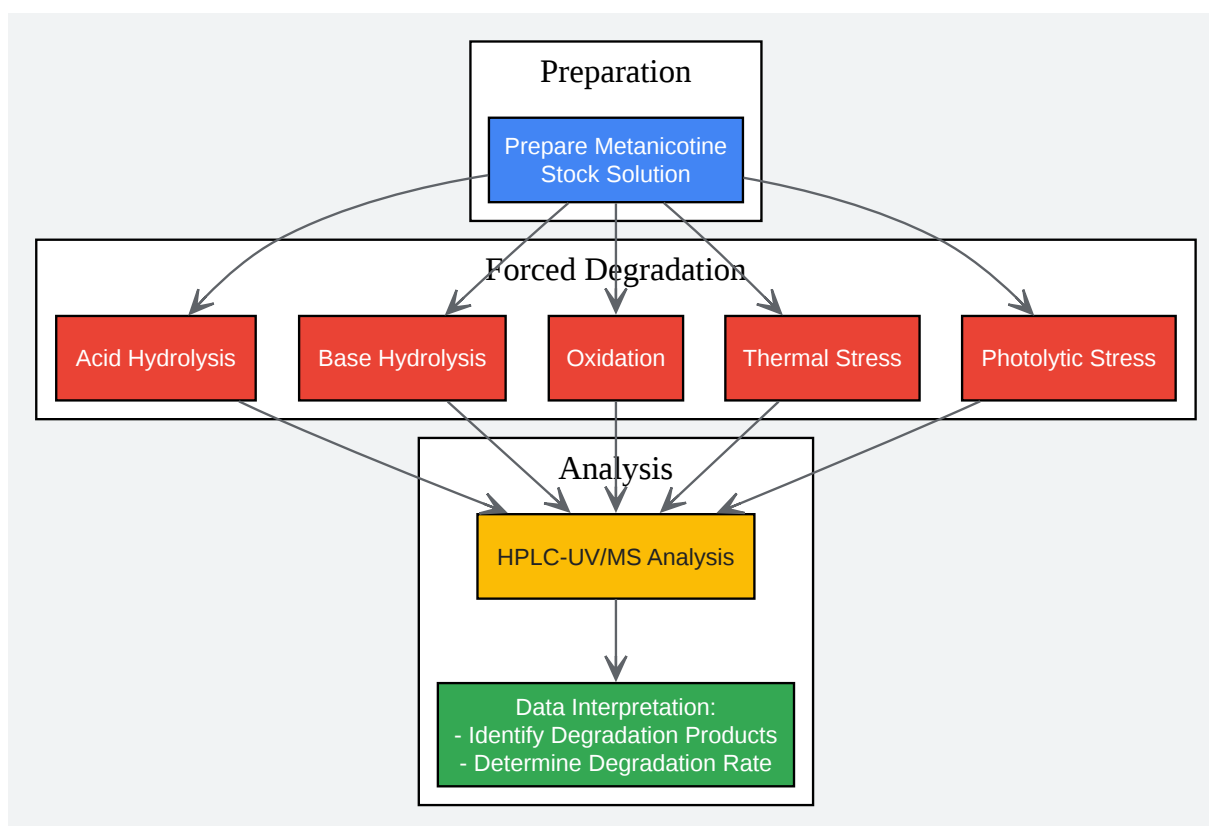 Preparation
Prepare Metanicotine
Stock Solution
Forced Degradation
Acid Hydrolysis
Base Hydrolysis
Oxidation
Thermal Stress
Photolytic Stress
Analysis
HPLC-UV/MS Analysis
Data Interpretation:
- Identify Degradation Products
- Determine Degradation Rate